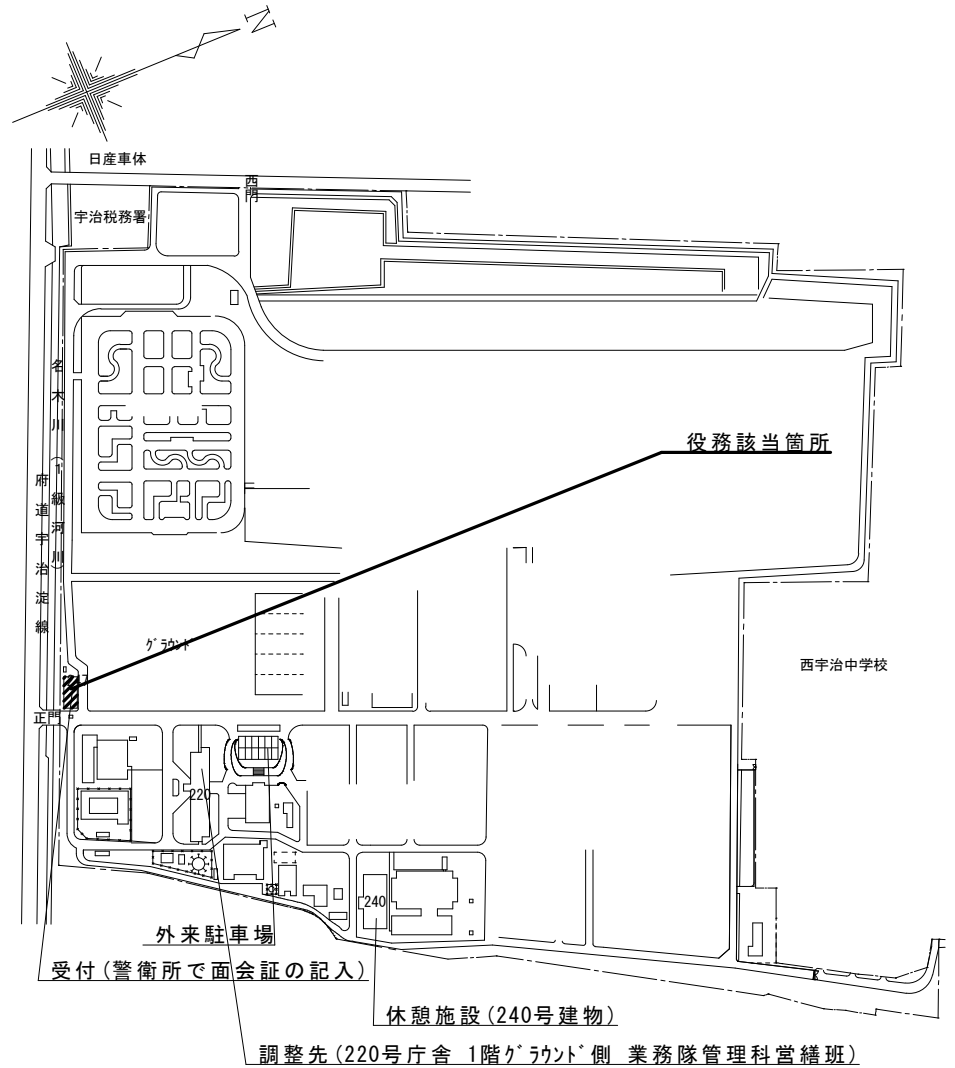 N
日産車体
西門
宇治税務署
名木川(1級河川)
府道宇治淀線
役務該当箇所
グラウンド
西宇治中学校
正門
220
240
外来駐車場
受付(警衛所で面会証の記入)
休憩施設(240号建物)
調整先(220号庁舎 1階グラウンド側 業務隊管理科営繕班)